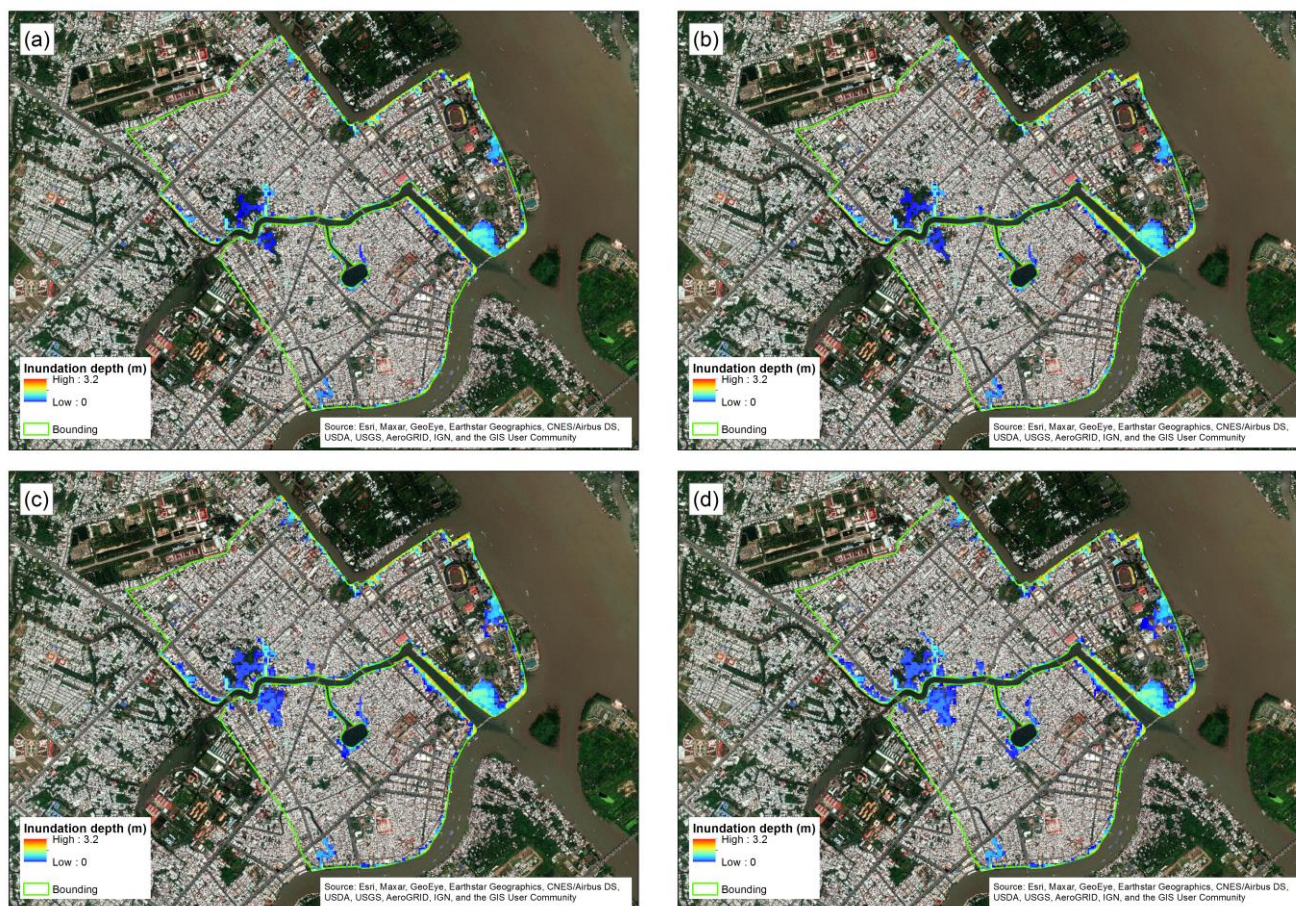 (a)
Inundation depth (m)
High : 3.2
Low : 0
Bounding
Source: Esri, Maxar, GeoEye, Earthstar Geographics, CNES/Airbus DS,
USDA, USGS, AeroGRID, IGN, and the GIS User Community
(b)
Inundation depth (m)
High : 3.2
Low : 0
Bounding
Source: Esri, Maxar, GeoEye, Earthstar Geographics, CNES/Airbus DS,
USDA, USGS, AeroGRID, IGN, and the GIS User Community
(c)
Inundation depth (m)
High : 3.2
Low : 0
Bounding
Source: Esri, Maxar, GeoEye, Earthstar Geographics, CNES/Airbus DS,
USDA, USGS, AeroGRID, IGN, and the GIS User Community
(d)
Inundation depth (m)
High : 3.2
Low : 0
Bounding
Source: Esri, Maxar, GeoEye, Earthstar Geographics, CNES/Airbus DS,
USDA, USGS, AeroGRID, IGN, and the GIS User Community